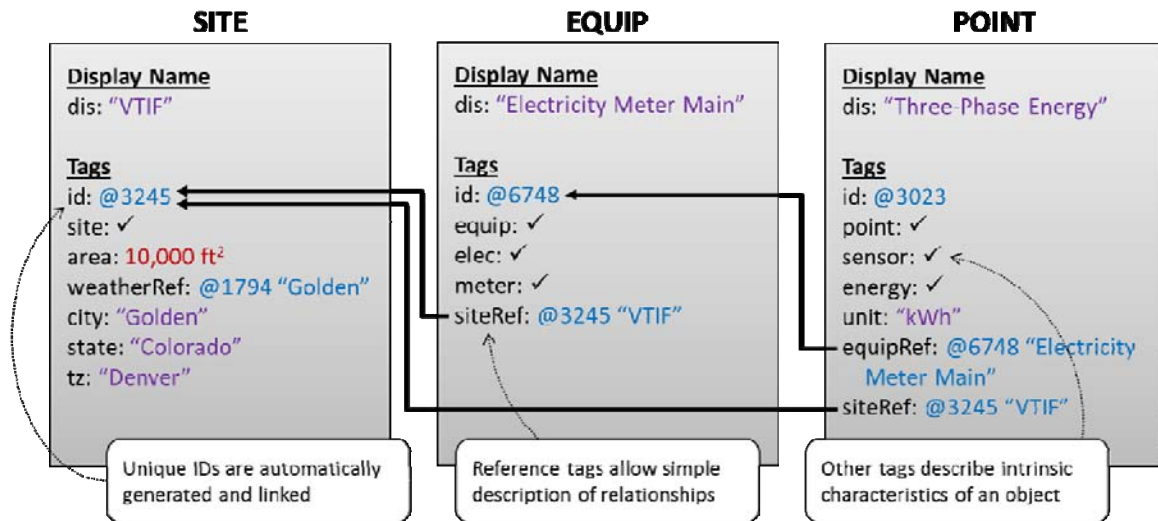 SITE
Display Name
dis: “VTIF”
Tags
id: @3245
site: ✓
area: 10,000 ft²
weatherRef: @1794 “Golden”
city: “Golden”
state: “Colorado”
tz: “Denver”
Unique IDs are automatically
generated and linked
EQUIP
Display Name
dis: “Electricity Meter Main”
Tags
id: @6748
equip: ✓
elec: ✓
meter: ✓
siteRef: @3245 “VTIF”
Reference tags allow simple
description of relationships
POINT
Display Name
dis: “Three-Phase Energy”
Tags
id: @3023
point: ✓
sensor: ✓
energy: ✓
unit: “kWh”
equipRef: @6748 “Electricity
Meter Main”
siteRef: @3245 “VTIF”
Other tags describe intrinsic
characteristics of an object